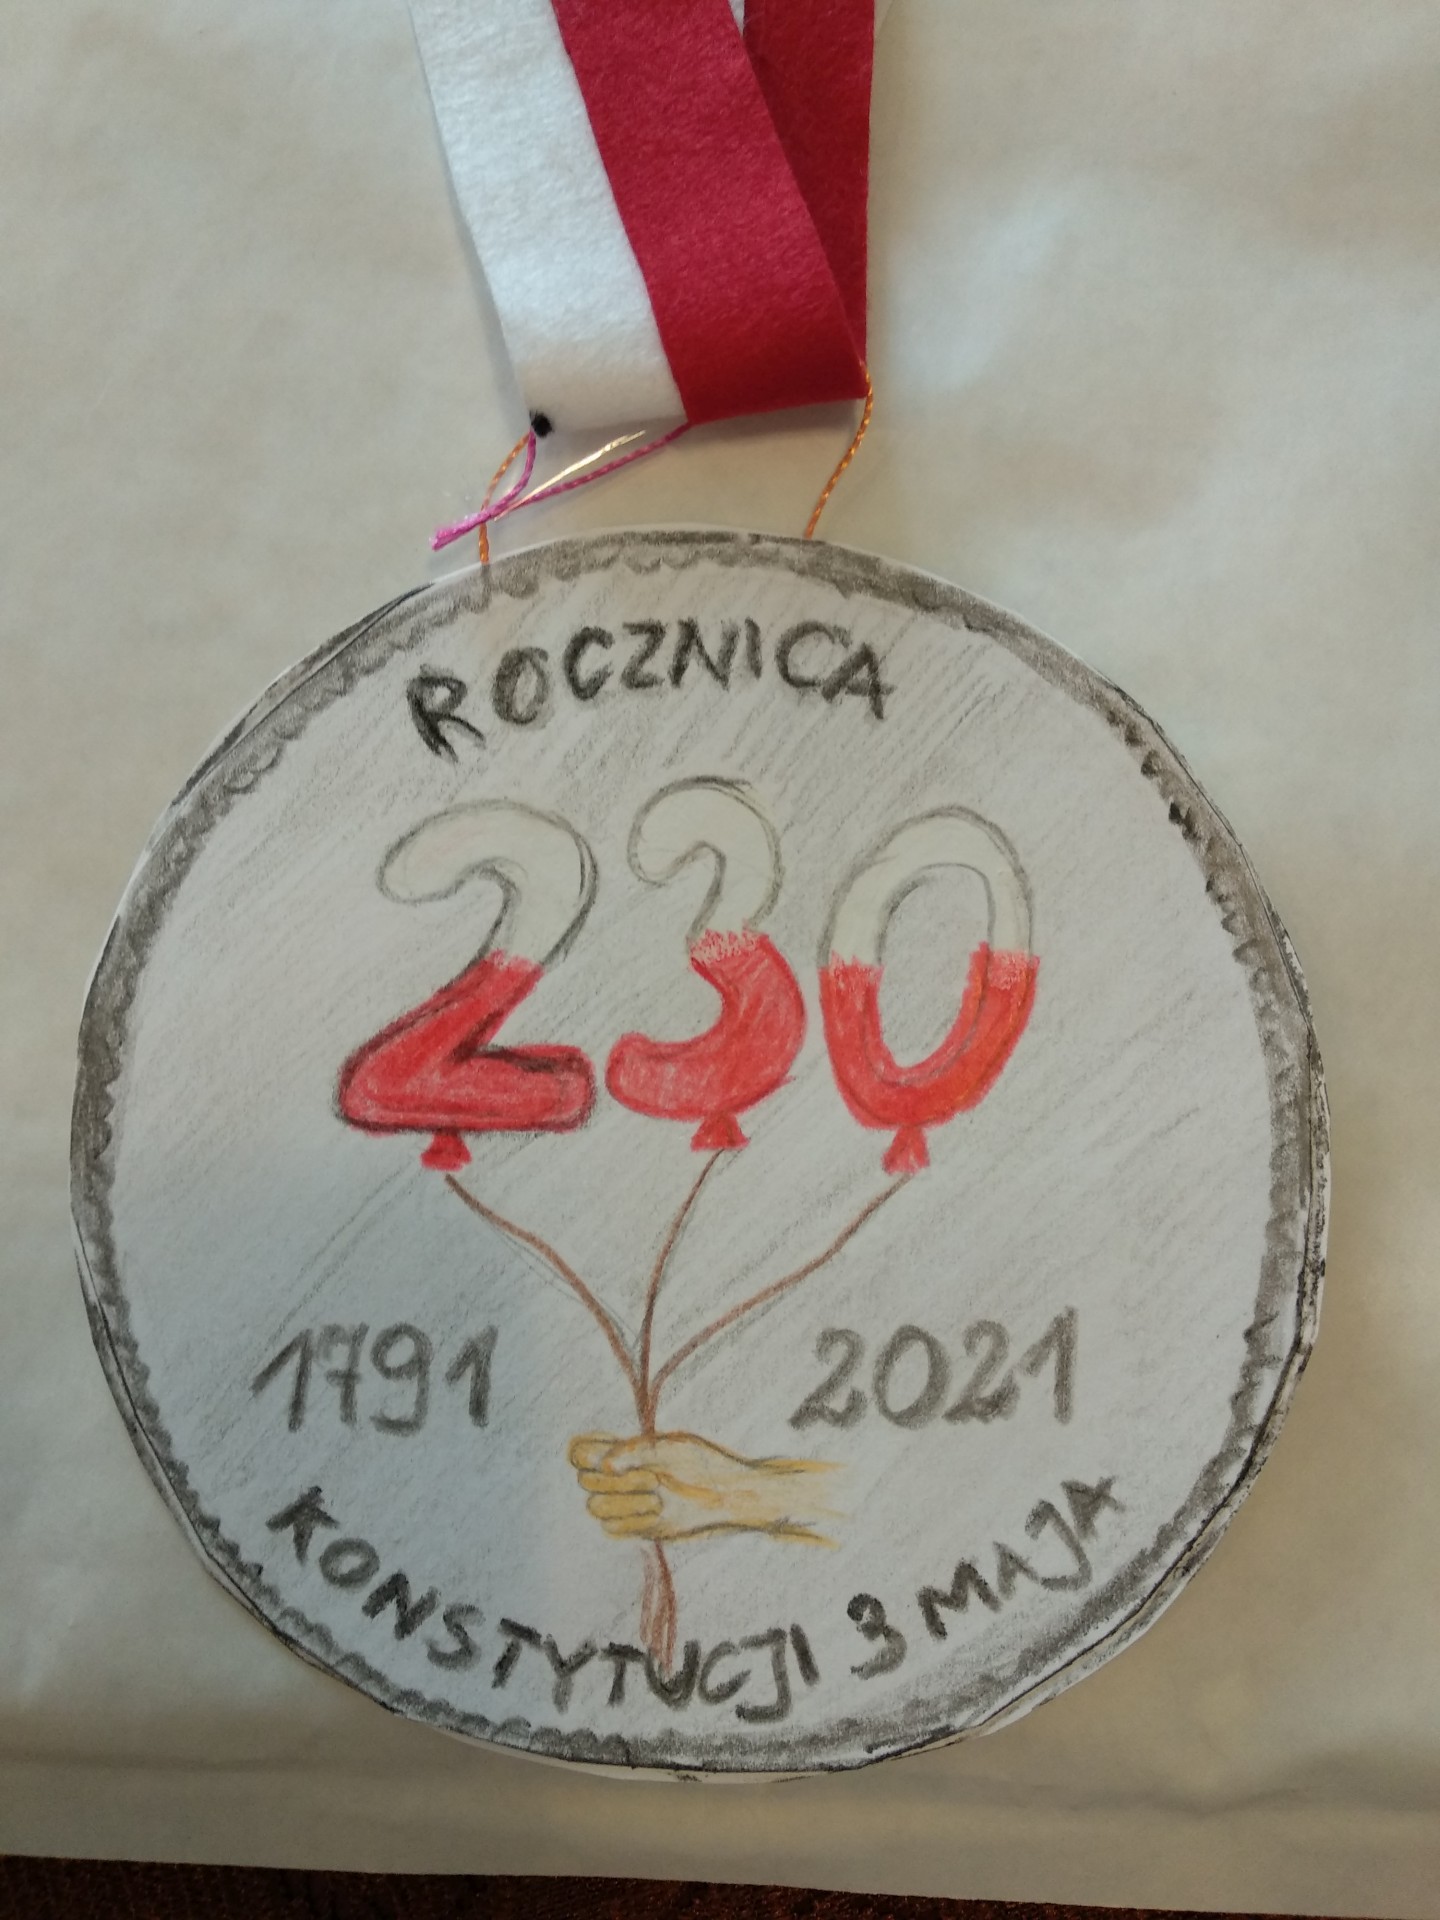 ROCZNICA
230
1791 2021
KONSTYTUCJI 3 MAJA